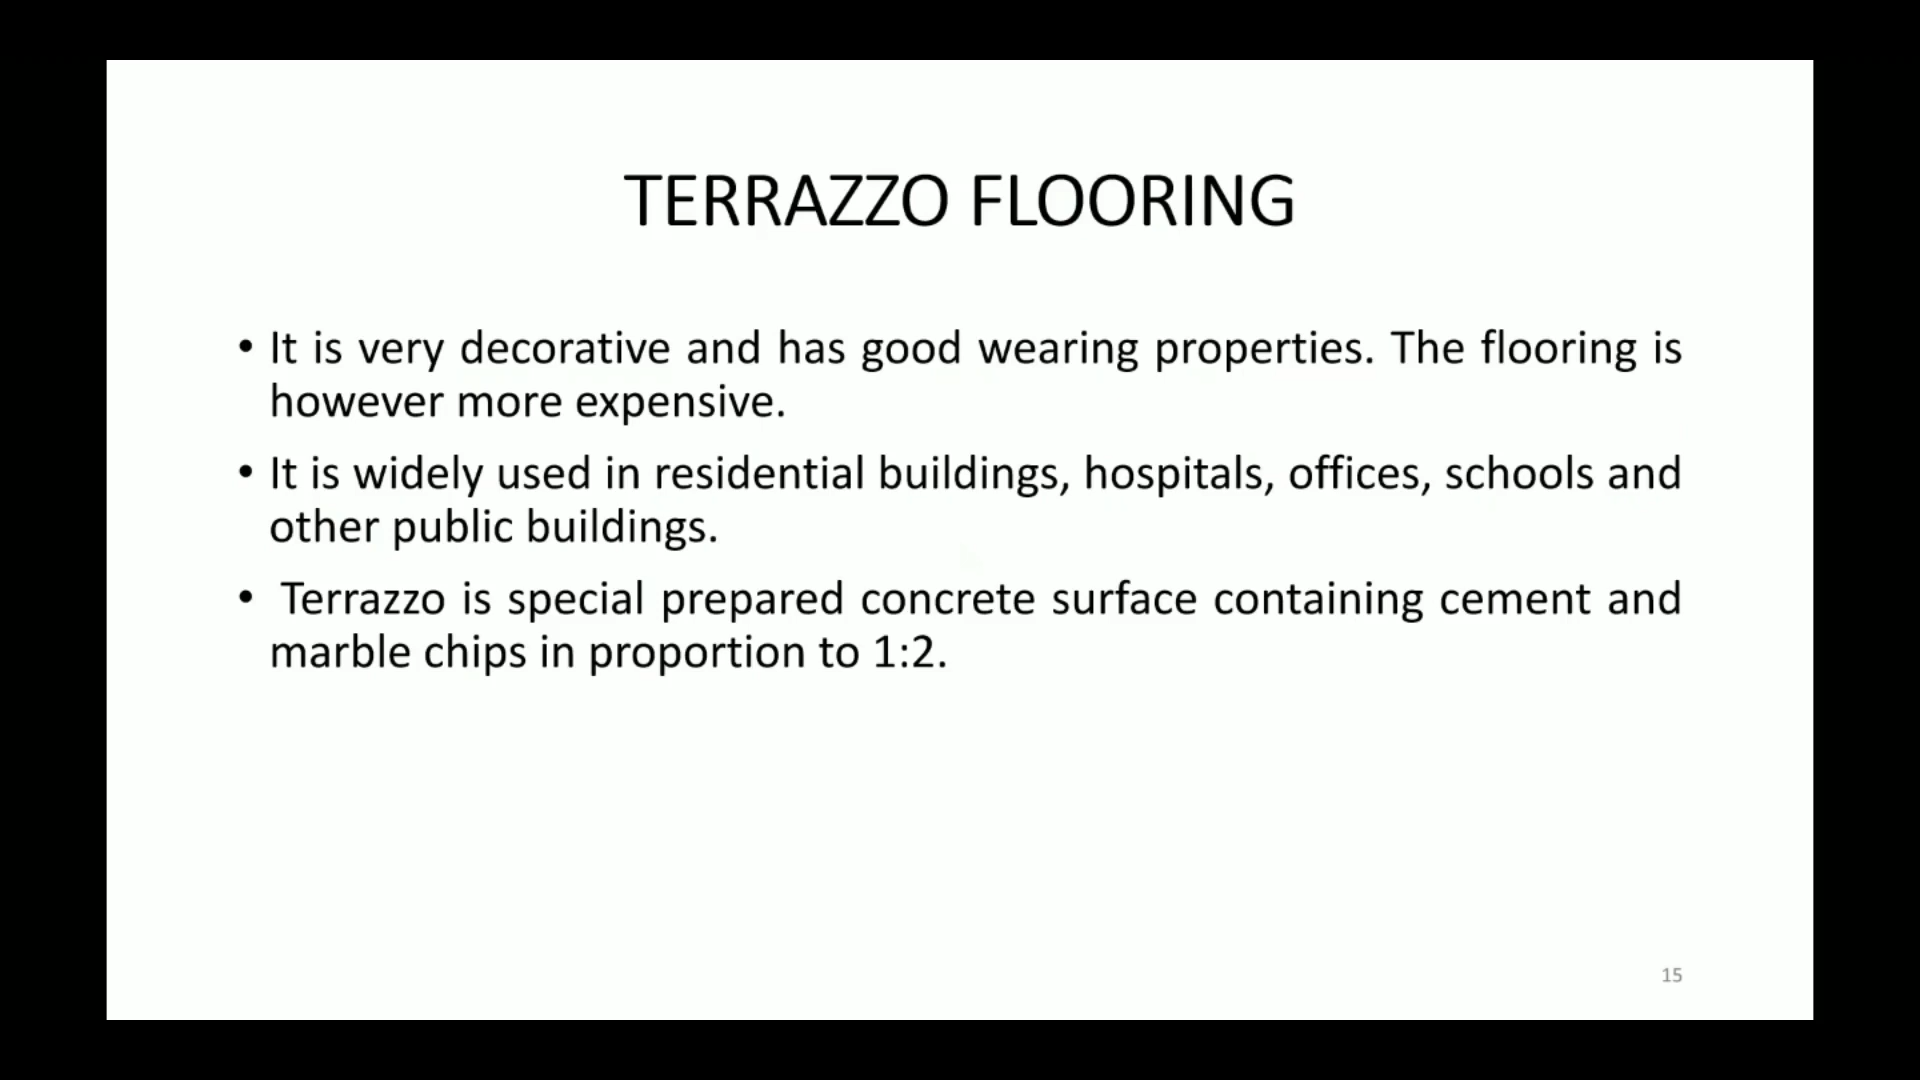 TERRAZZO FLOORING
• It is very decorative and has good wearing properties. The flooring is
however more expensive.
• It is widely used in residential buildings, hospitals, offices, schools and
other public buildings.
• Terrazzo is special prepared concrete surface containing cement and
marble chips in proportion to 1:2.
15